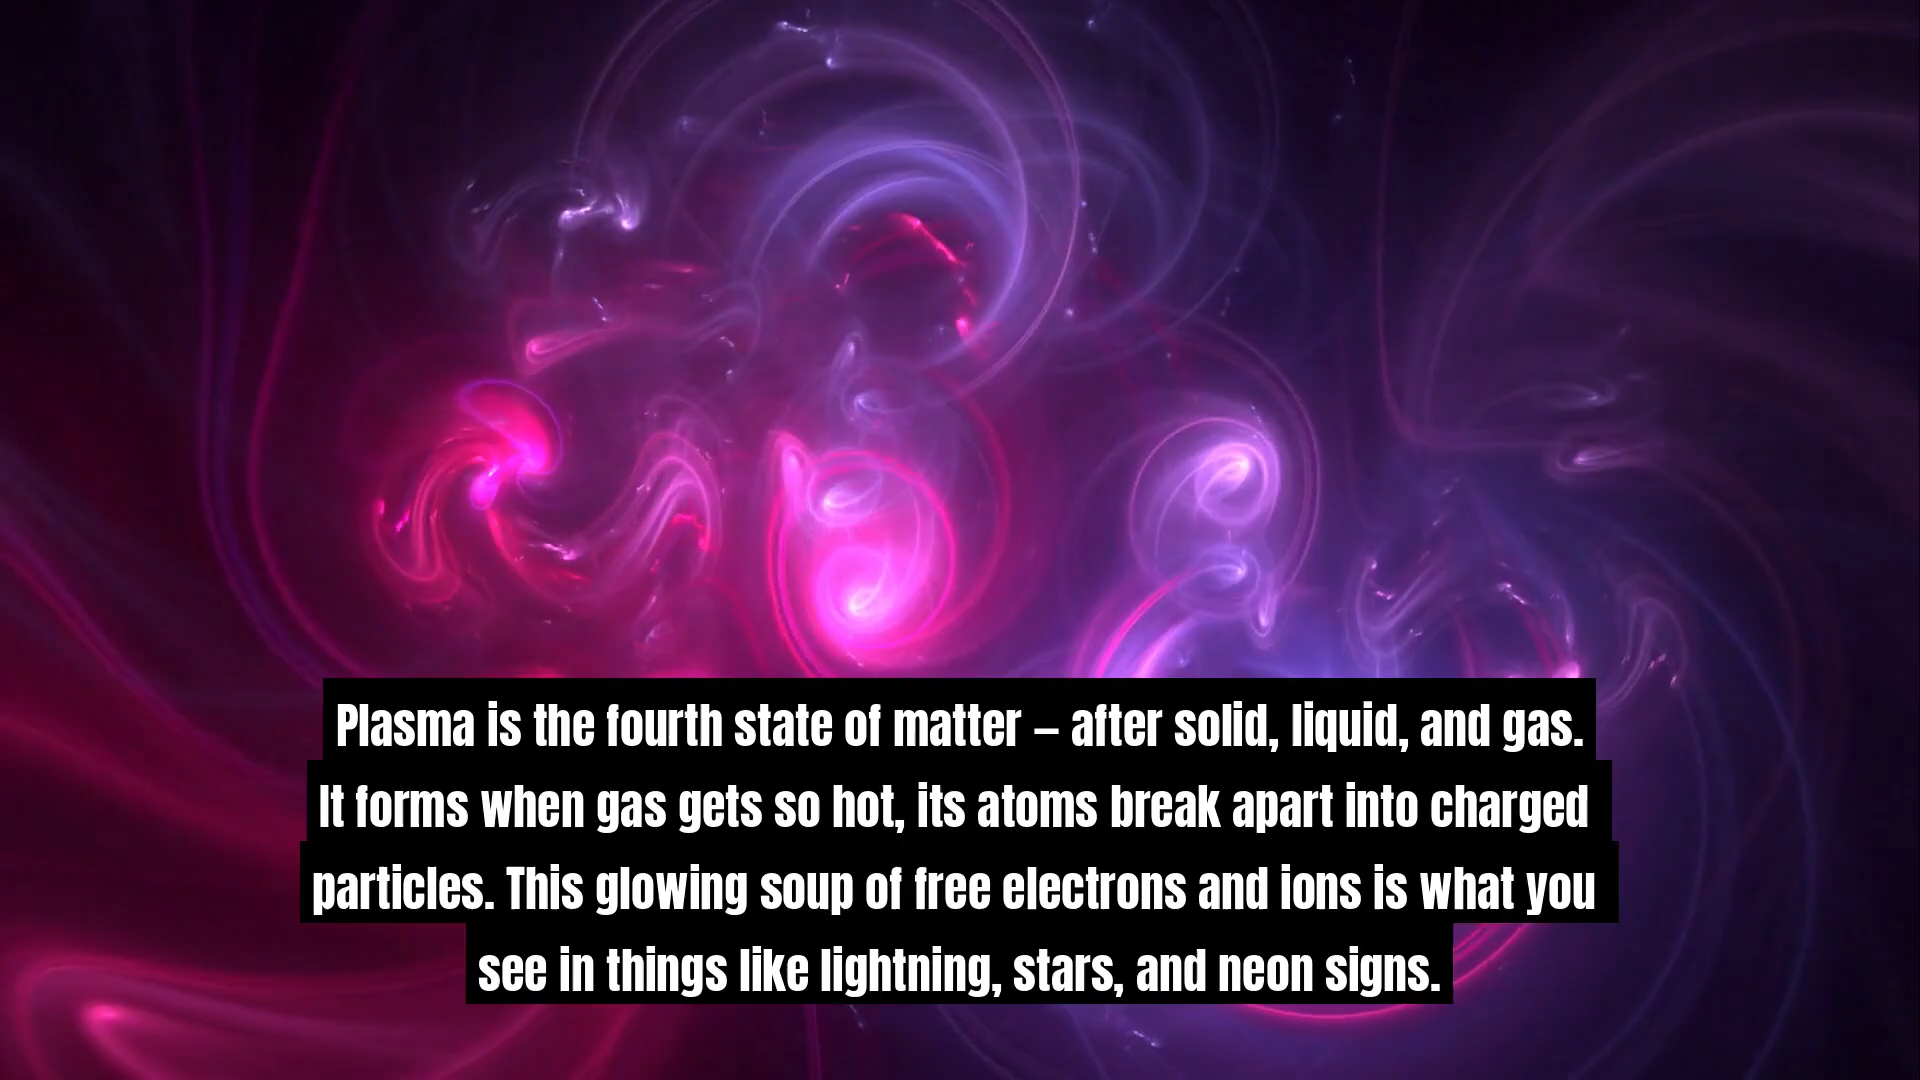 Plasma is the fourth state of matter – after solid, liquid, and gas.
It forms when gas gets so hot, its atoms break apart into charged
particles. This glowing soup of free electrons and ions is what you
see in things like lightning, stars, and neon signs.